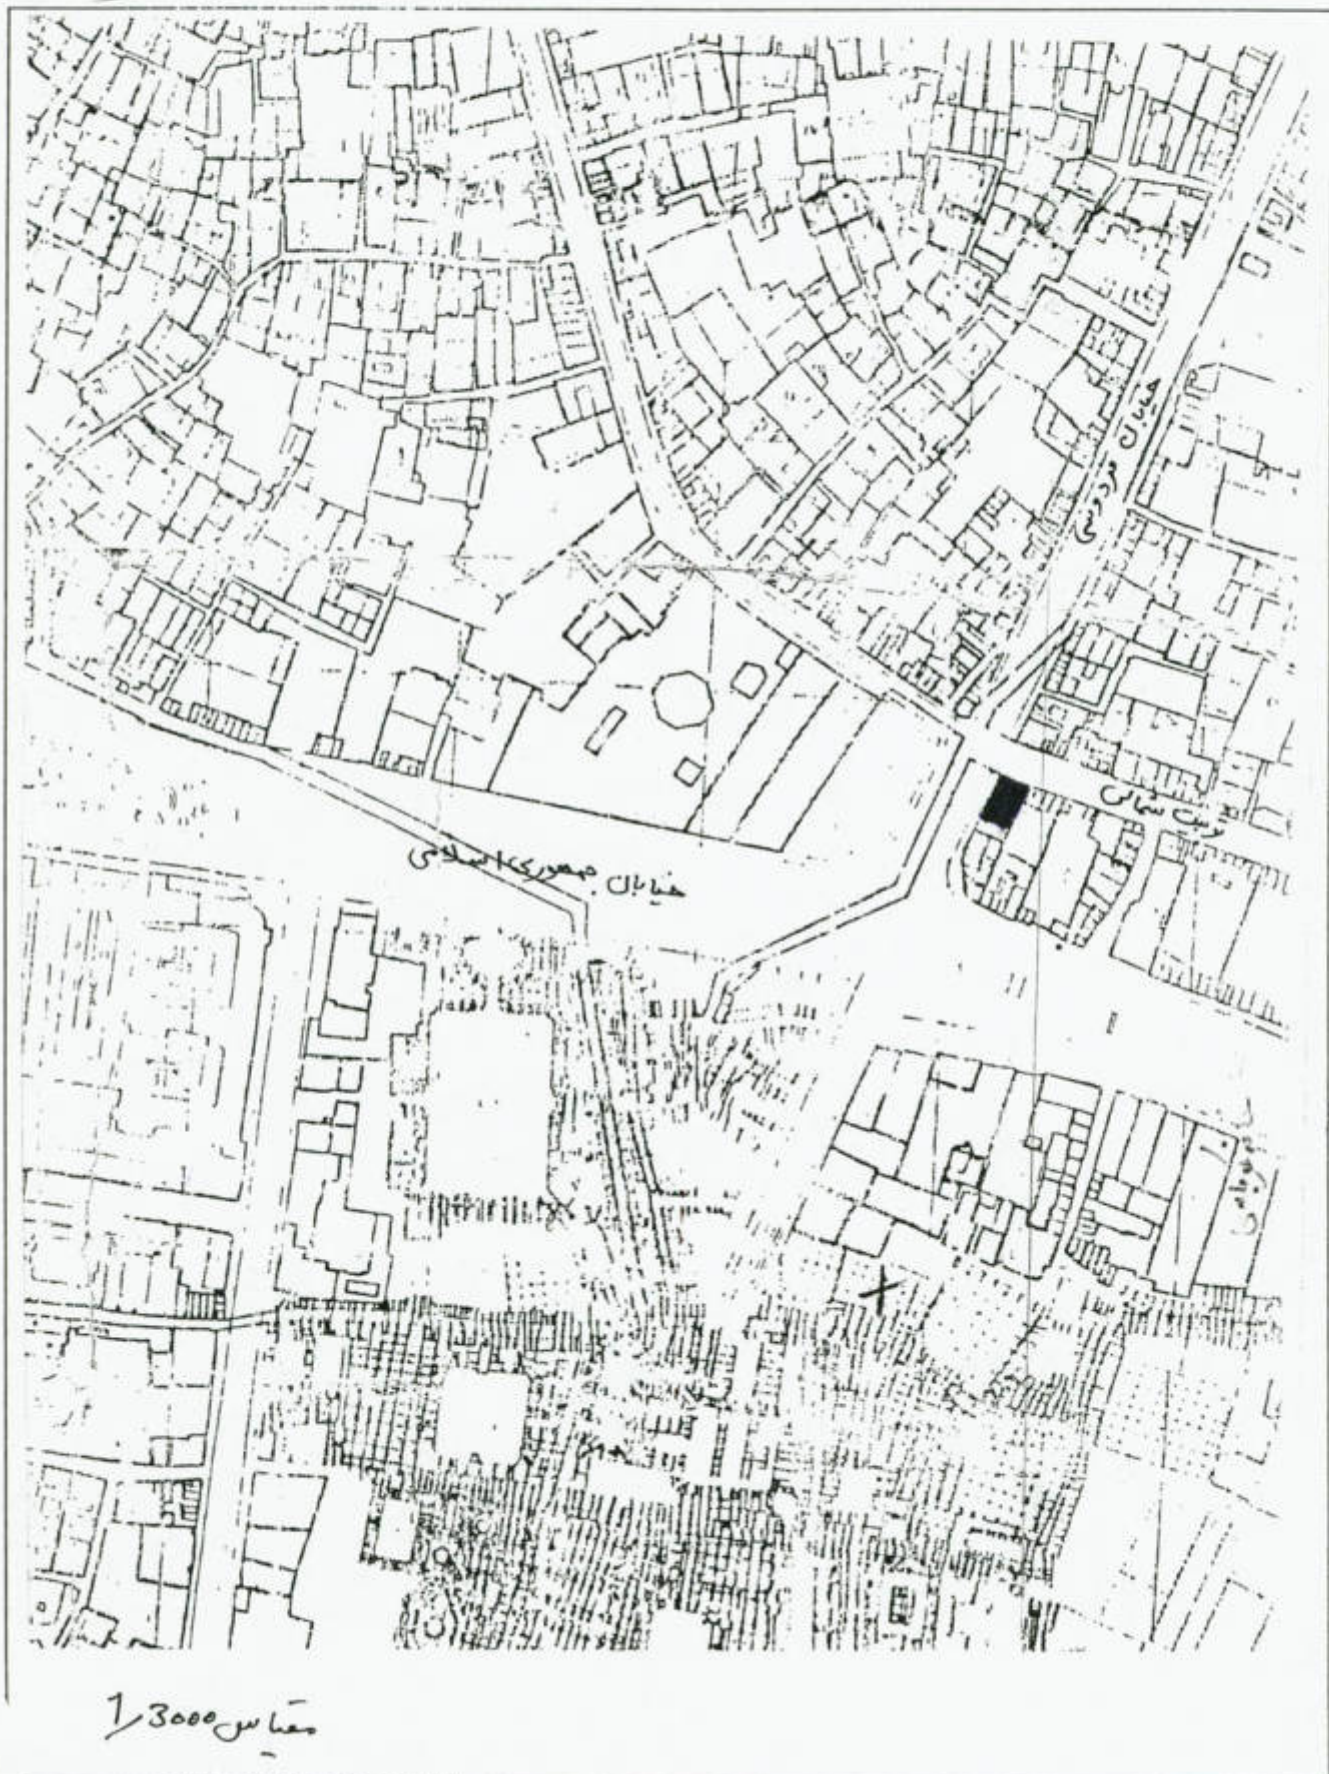 خیابان فردوسی
تربیت شمالی
خیابان جمهوری اسلامی
مقیاس 1/3000